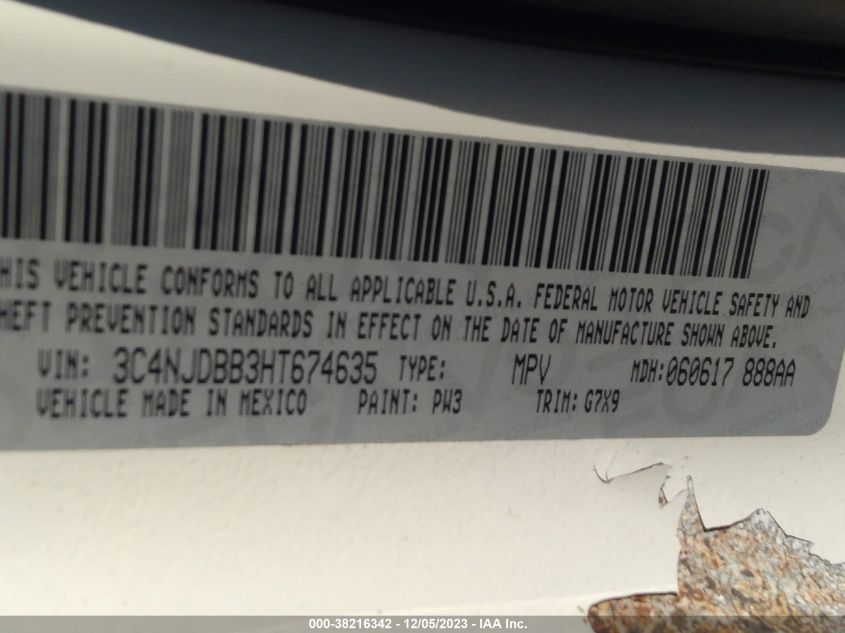 HIS VEHICLE CONFORMS TO ALL APPLICABLE U.S.A. FEDERAL MOTOR VEHICLE SAFETY AND
HEFT PREVENTION STANDARDS IN EFFECT ON THE DATE OF MANUFACTURE SHOWN ABOVE.
VIN: 3C4NJDBB3HT674635 TYPE: MPV MDH:060617 888AA
VEHICLE MADE IN MEXICO PAINT: PW3 TRIM: G7X9
000-38216342 - 12/05/2023 - IAA Inc.